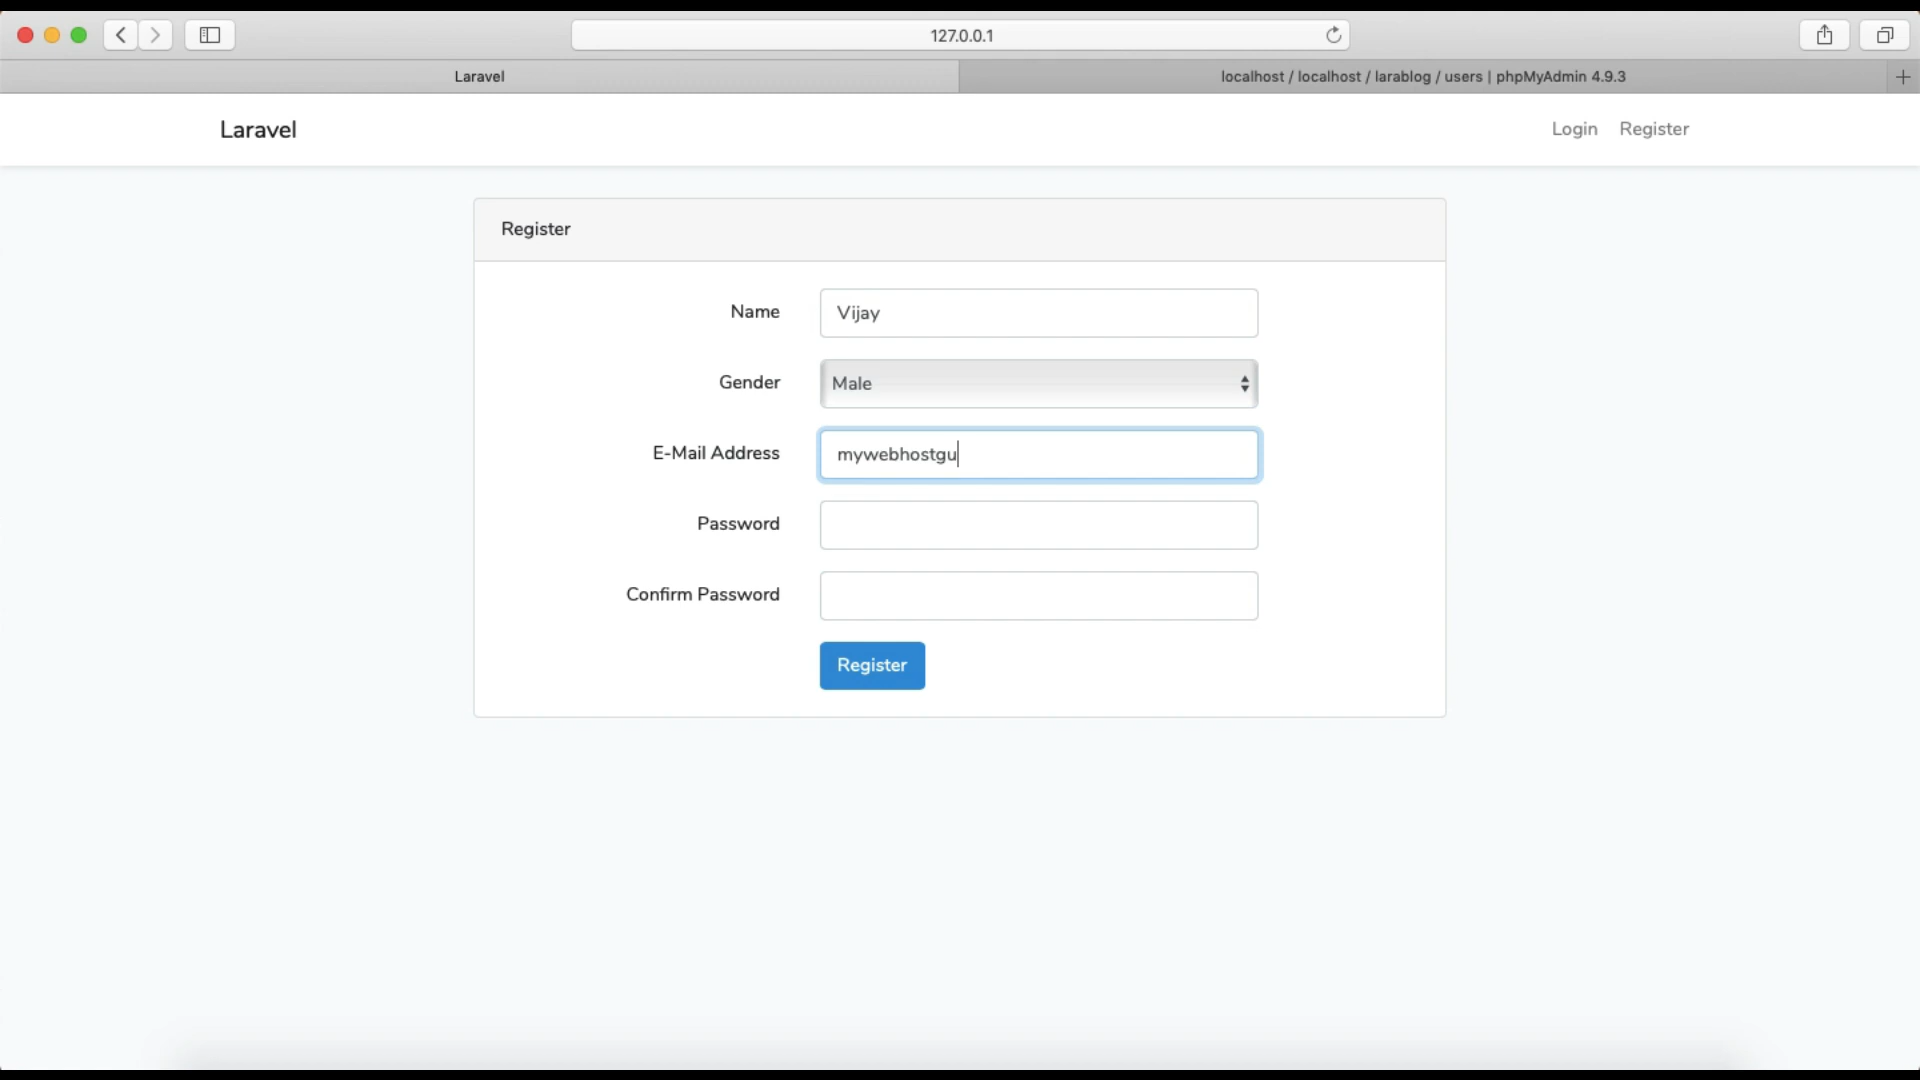 127.0.0.1
Laravel
localhost / localhost / larablog / users | phpMyAdmin 4.9.3
Laravel
Login Register
Register
Name Vijay
Gender Male
E-Mail Address mywebhostgu
Password
Confirm Password
Register